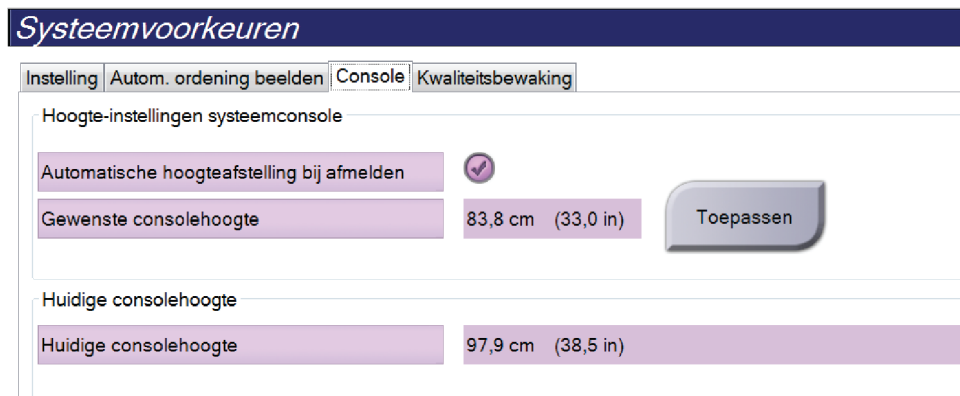 Systeemvoorkeuren
Instelling Autom. ordening beelden Console Kwaliteitsbewaking
Hoogte-instellingen systeemconsole
Automatische hoogteafstelling bij afmelden
Gewenste consolehoogte 83,8 cm (33,0 in) Toepassen
Huidige consolehoogte
Huidige consolehoogte 97,9 cm (38,5 in)